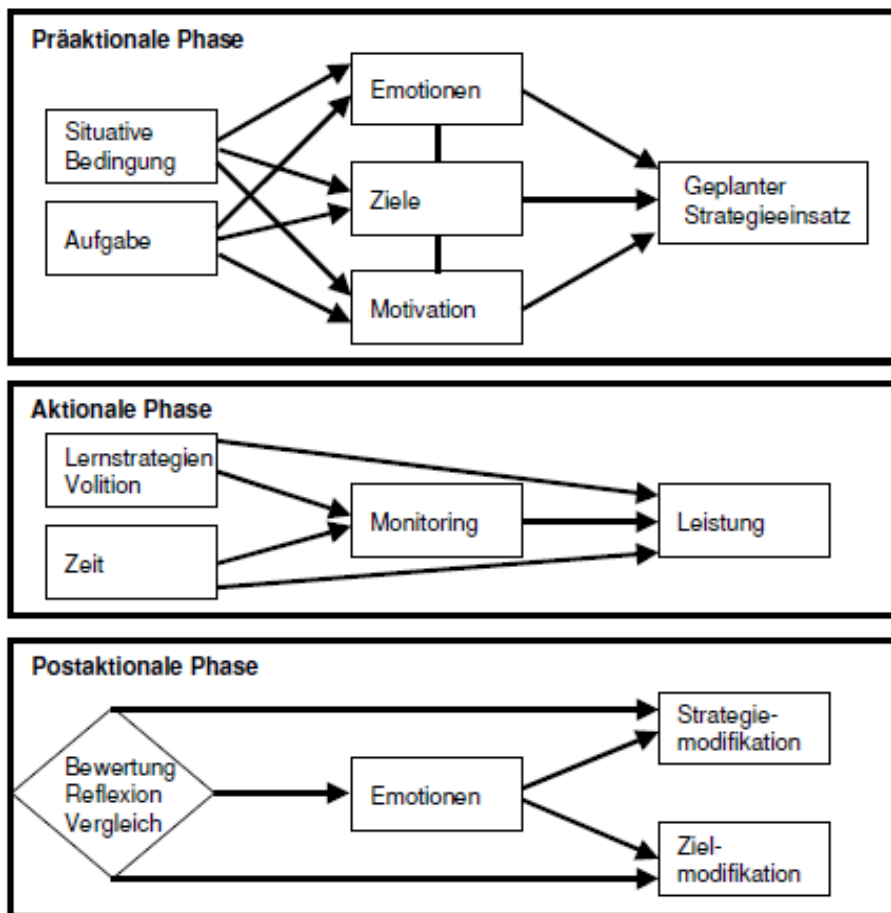 Präaktionale Phase
Situative
Bedingung
Aufgabe
Emotionen
Ziele
Motivation
Geplanter
Strategieeinsatz
Aktionale Phase
Lernstrategien
Volition
Zeit
Monitoring
Leistung
Postaktionale Phase
Bewertung
Reflexion
Vergleich
Emotionen
Strategie-
modifikation
Ziel-
modifikation